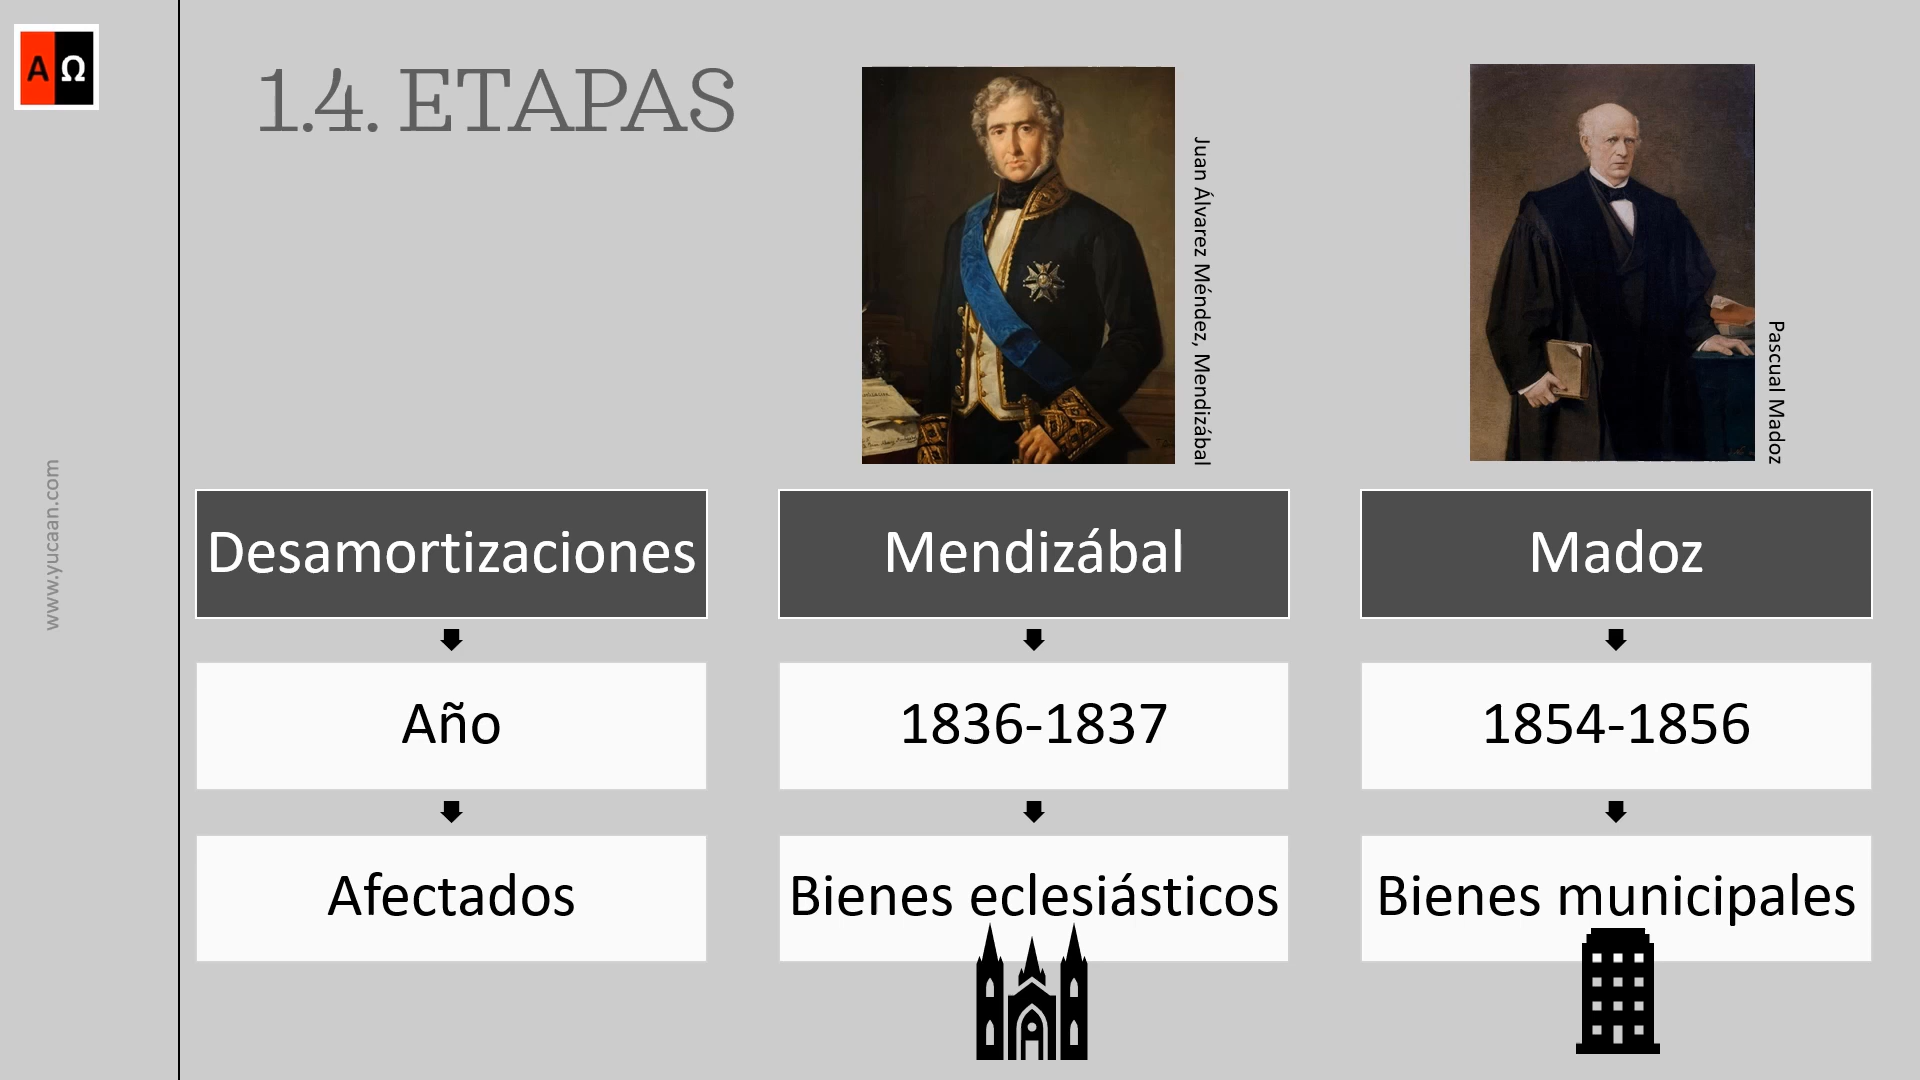 A Ω
1.4. ETAPAS
Juan Álvarez Méndez, Mendizábal
Pascual Madoz
www.yucaan.com
Desamortizaciones
Mendizábal
Madoz
Año
1836-1837
1854-1856
Afectados
Bienes eclesiásticos
Bienes municipales